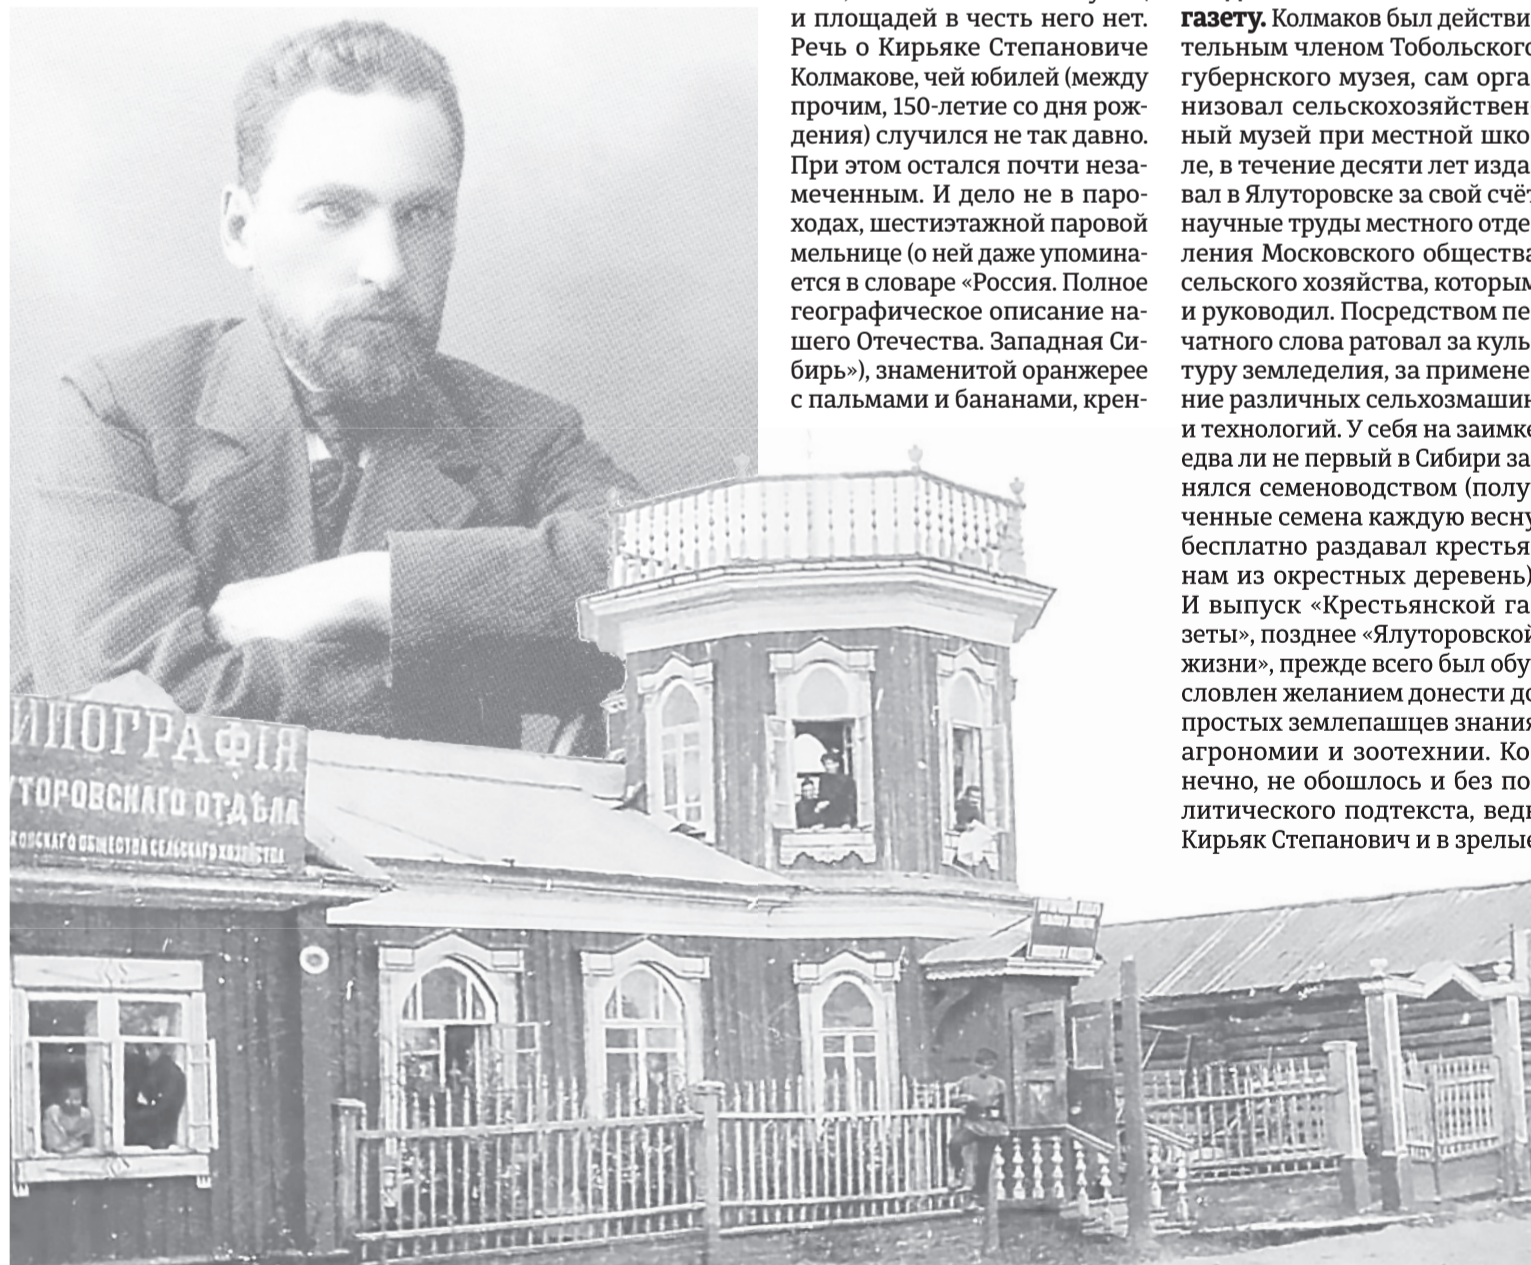 и площадей в честь него нет.
Речь о Кирьяке Степановиче
Колмакове, чей юбилей (между
прочим, 150-летие со дня рож-
дения) случился не так давно.
При этом остался почти неза-
меченным. И дело не в паро-
ходах, шестиэтажной паровой
мельнице (о ней даже упомина-
ется в словаре «Россия. Полное
географическое описание на-
шего Отечества. Западная Си-
бирь»), знаменитой оранжерее
с пальмами и бананами, крен-
газету. Колмаков был действи
тельным членом Тобольского
губернского музея, сам орга
низовал сельскохозяйствен
ный музей при местной шко
ле, в течение десяти лет изда
вал в Ялуторовске за свой счёт
научные труды местного отде
ления Московского общества
сельского хозяйства, которым
и руководил. Посредством пе
чатного слова ратовал за куль
туру земледелия, за примене
ние различных сельхозмашин
и технологий. У себя на заимке
едва ли не первый в Сибири за
нялся семеноводством (полу
ченные семена каждую весну
бесплатно раздавал крестья
нам из окрестных деревень)
И выпуск «Крестьянской га
зеты», позднее «Ялуторовской
жизни», прежде всего был обу
словлен желанием донести до
простых землепашцев знания
агрономии и зоотехнии. Ко
нечно, не обошлось и без по
литического подтекста, ведь
Кирьяк Степанович и в зрелые
ИПОГРАФІЯ
УТОРОВСКАГО ОТДѢЛА
КОВСКАГО ОБЩЕСТВА СЕЛЬСКАГО ХОЗЯЙСТВА